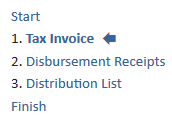 Start
1. Tax Invoice
2. Disbursement Receipts
3. Distribution List
Finish